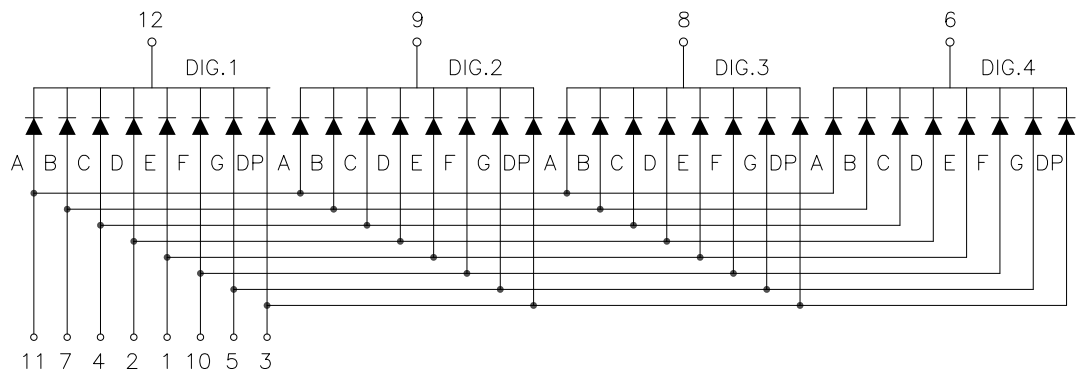 12 9 8 6
DIG.1 DIG.2 DIG.3 DIG.4
A B C D E F G DP A B C D E F G DP A B C D E F G DP A B C D E F G DP
11 7 4 2 1 10 5 3